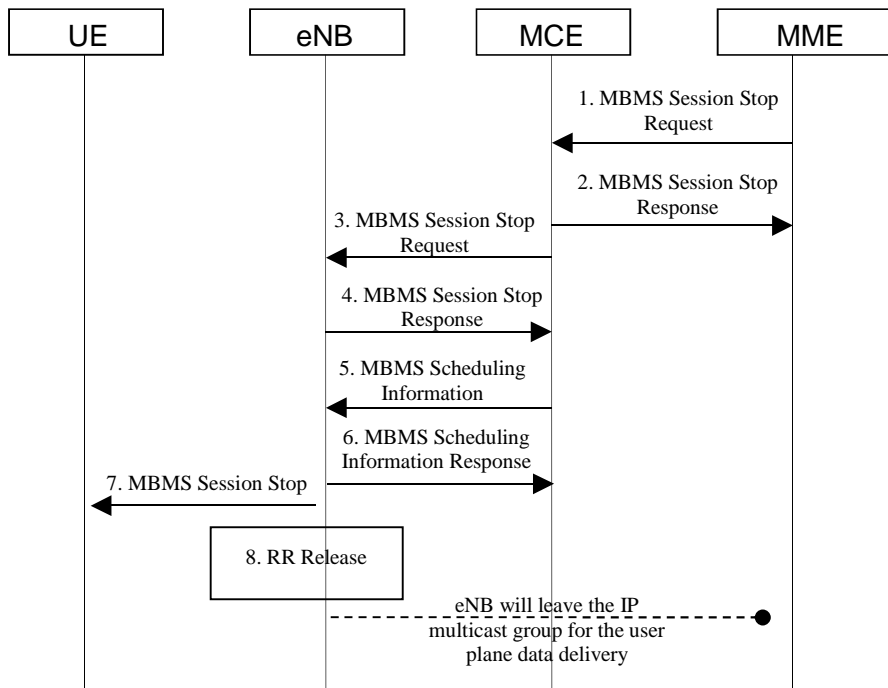 UE
eNB
MCE
MME
1. MBMS Session Stop
Request
2. MBMS Session Stop
Response
3. MBMS Session Stop
Request
4. MBMS Session Stop
Response
5. MBMS Scheduling
Information
6. MBMS Scheduling
Information Response
7. MBMS Session Stop
8. RR Release
eNB will leave the IP
multicast group for the user
plane data delivery